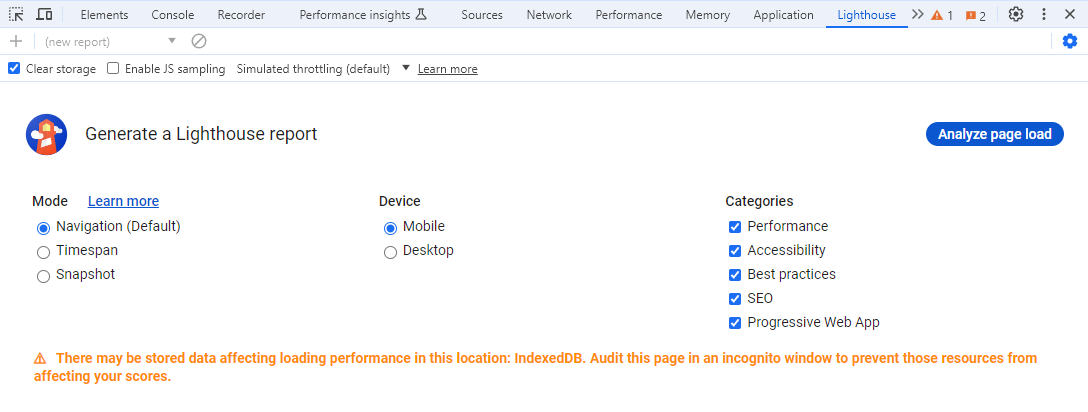 Elements Console Recorder Performance insights Sources Network Performance Memory Application Lighthouse 1 2
(new report)
Clear storage Enable JS sampling Simulated throttling (default) Learn more
Generate a Lighthouse report Analyze page load
Mode Learn more Device Categories
Navigation (Default) Mobile Performance
Timespan Desktop Accessibility
Snapshot Best practices
SEO
Progressive Web App
There may be stored data affecting loading performance in this location: IndexedDB. Audit this page in an incognito window to prevent those resources from
affecting your scores.